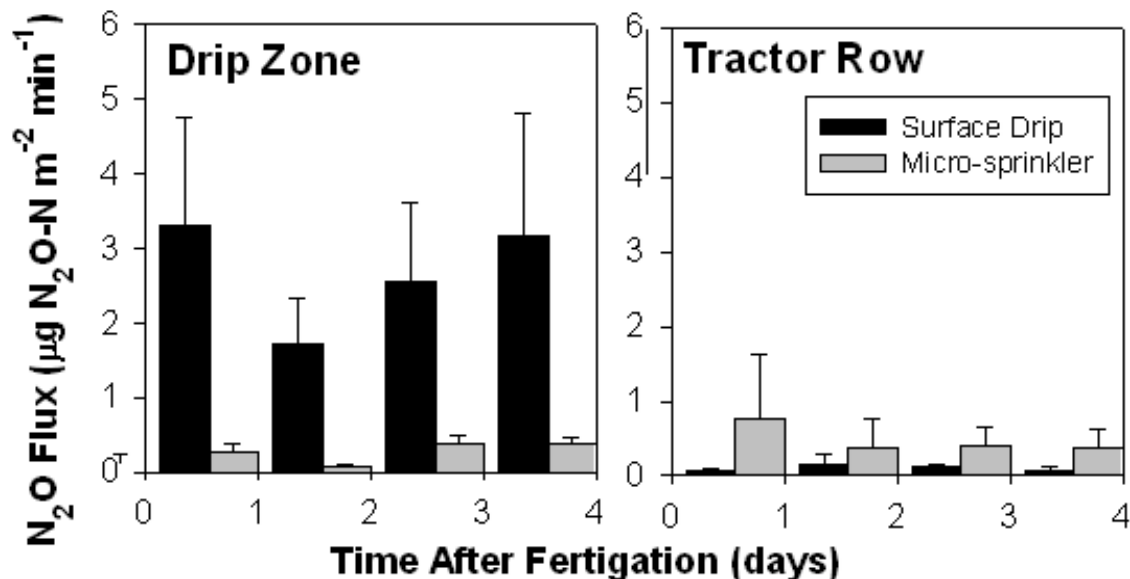 N₂O Flux (μg N₂O-N m⁻² min⁻¹)
Drip Zone
6
5
4
3
2
1
0
0 1 2 3 4
Tractor Row
Surface Drip
Micro-sprinkler
6
5
4
3
2
1
0
0 1 2 3 4
Time After Fertigation (days)